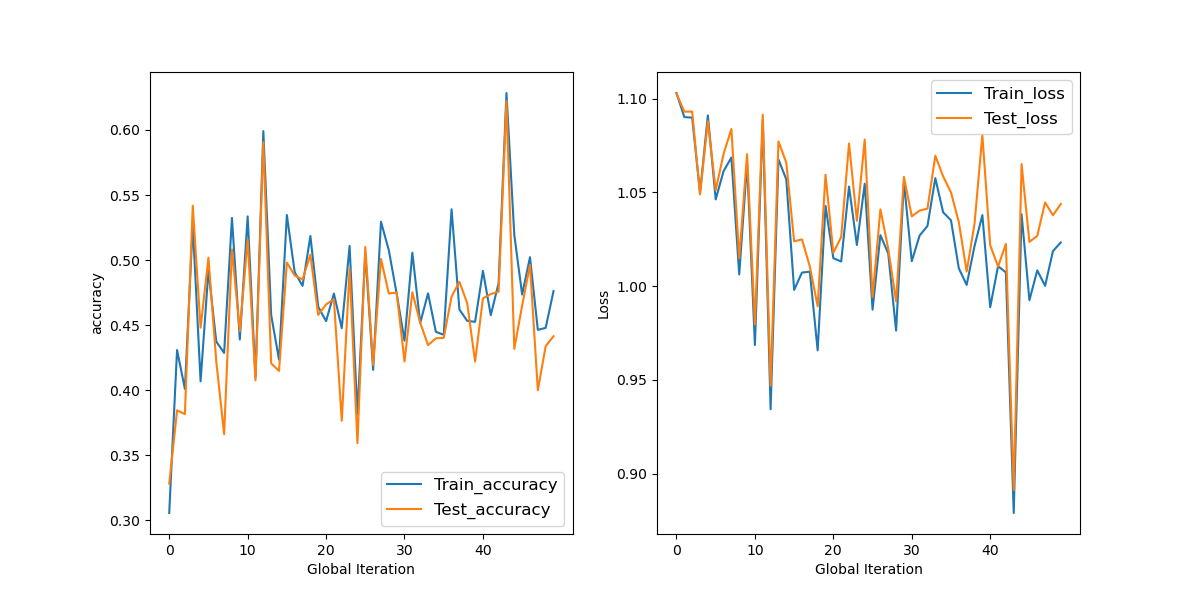 0.60
0.55
0.50
0.45
0.40
0.35
0.30
accuracy
0
10
20
30
40
Global Iteration
Train_accuracy
Test_accuracy
1.10
1.05
1.00
0.95
0.90
Loss
0
10
20
30
40
Global Iteration
Train_loss
Test_loss